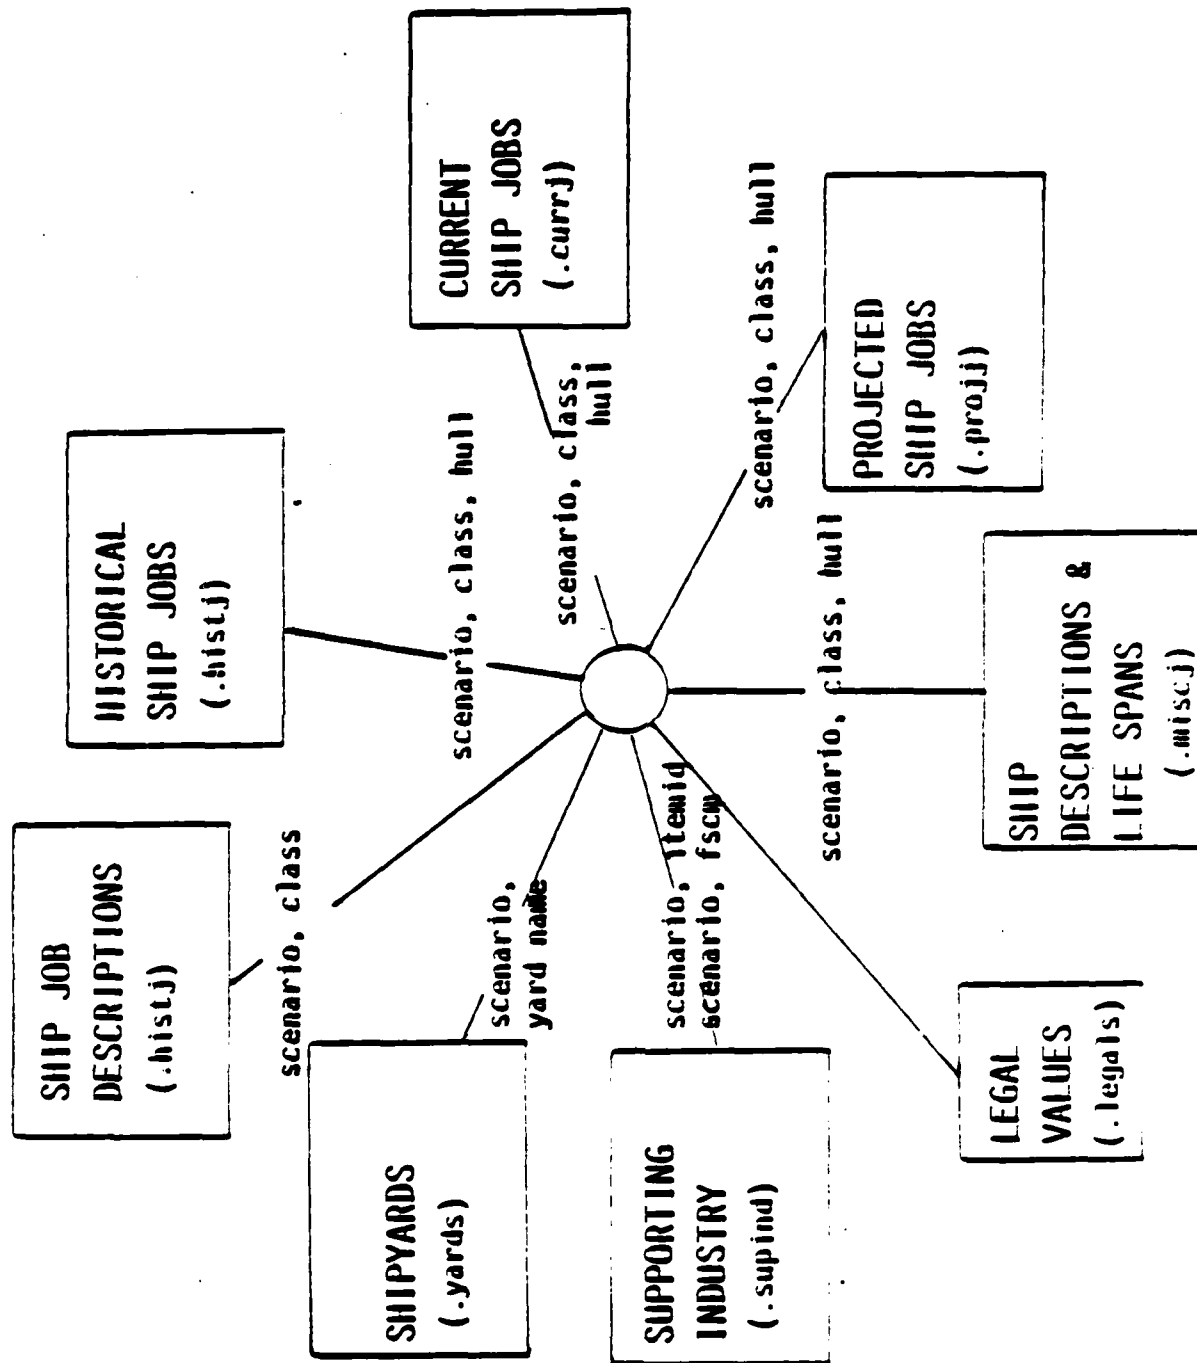 SHIP JOB
DESCRIPTIONS
(.histj)
scenario, class
HISTORICAL
SHIP JOBS
(.histj)
scenario, class, hull
CURRENT
SHIP JOBS
(.currj)
scenario, class,
hull
SHIPYARDS
(.yards)
scenario,
yard name
SUPPORTING
INDUSTRY
(.supind)
scenario, itemid
scenario, fscm
PROJECTED
SHIP JOBS
(.projj)
scenario, class, hull
LEGAL
VALUES
(.legals)
SHIP
DESCRIPTIONS &
LIFE SPANS
(.miscj)
scenario, class, hull